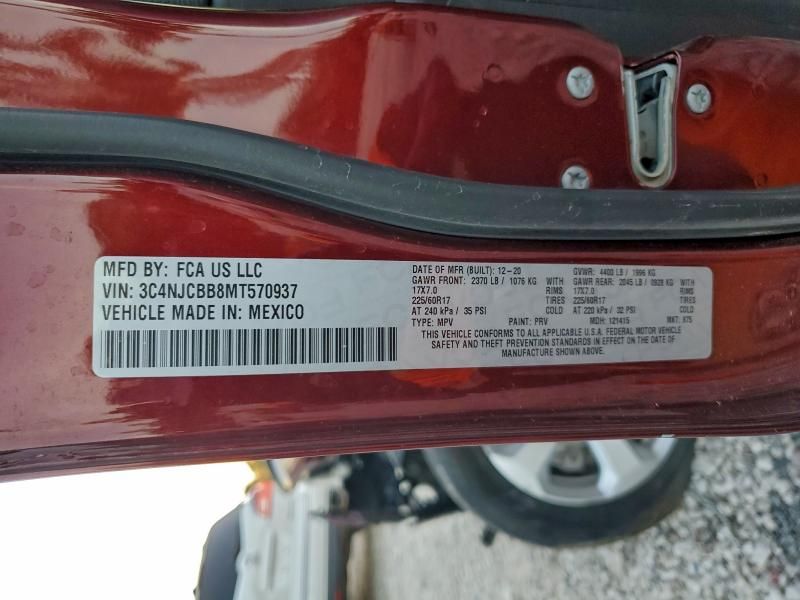 MFD BY: FCA US LLC
VIN: 3C4NJCBB8MT570937
VEHICLE MADE IN: MEXICO
DATE OF MFR (BUILT): 12-20 GVWR: 4400 LB / 1996 KG
GAWR FRONT: 2370 LB / 1076 KG WITH GAWR REAR: 2045 LB / 0928 KG WITH
17X7.0 RIMS 17X7.0 RIMS
225/60R17 TIRES 225/60R17 TIRES
AT 240 kPa / 35 PSI COLD AT 220 kPa / 32 PSI COLD
TYPE: MPV PAINT: PRV MDH: 121415 MKT: X75
THIS VEHICLE CONFORMS TO ALL APPLICABLE U.S.A. FEDERAL MOTOR VEHICLE
SAFETY AND THEFT PREVENTION STANDARDS IN EFFECT ON THE DATE OF
MANUFACTURE SHOWN ABOVE.